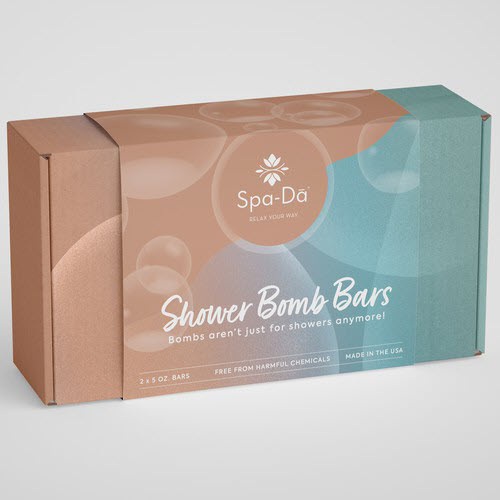 Spa-Dā
RELAX YOUR WAY
Shower Bomb Bars
Bombs aren't just for showers anymore!
2 x 5 OZ. BARS
FREE FROM HARMFUL CHEMICALS
MADE IN THE USA